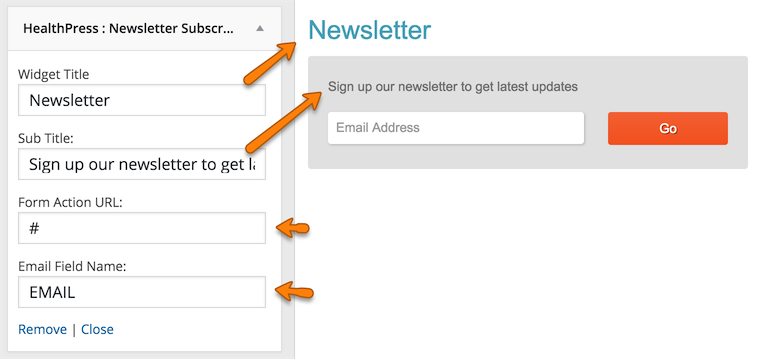 HealthPress : Newsletter Subscr...
Widget Title
Newsletter
Sub Title:
Sign up our newsletter to get
Form Action URL:
#
Email Field Name:
EMAIL
Remove | Close
Newsletter
Sign up our newsletter to get latest updates
Email Address
Go